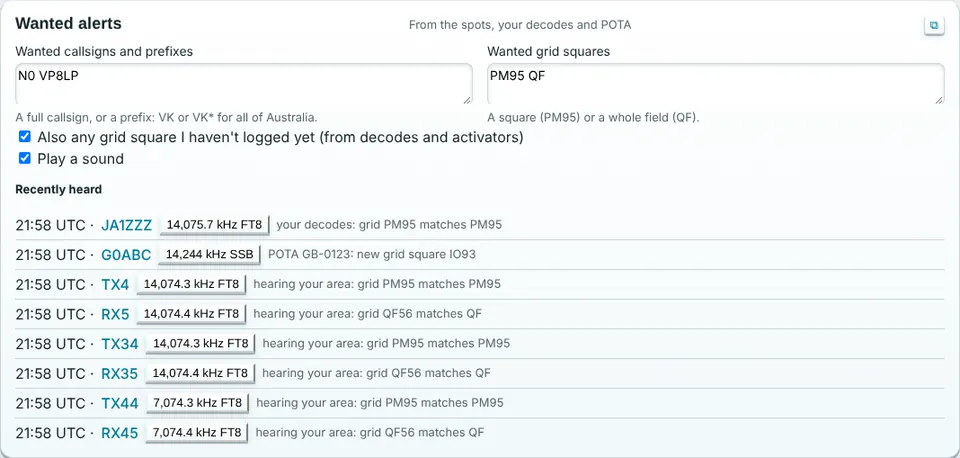 Wanted alerts
From the spots, your decodes and POTA
Wanted callsigns and prefixes
N0 VP8LP
A full callsign, or a prefix: VK or VK* for all of Australia.
Wanted grid squares
PM95 QF
A square (PM95) or a whole field (QF).
Also any grid square I haven't logged yet (from decodes and activators)
Play a sound
Recently heard
21:58 UTC · JA1ZZZ 14,075.7 kHz FT8 your decodes: grid PM95 matches PM95
21:58 UTC · G0ABC 14,244 kHz SSB POTA GB-0123: new grid square IO93
21:58 UTC · TX4 14,074.3 kHz FT8 hearing your area: grid PM95 matches PM95
21:58 UTC · RX5 14,074.4 kHz FT8 hearing your area: grid QF56 matches QF
21:58 UTC · TX34 14,074.3 kHz FT8 hearing your area: grid PM95 matches PM95
21:58 UTC · RX35 14,074.4 kHz FT8 hearing your area: grid QF56 matches QF
21:58 UTC · TX44 7,074.3 kHz FT8 hearing your area: grid PM95 matches PM95
21:58 UTC · RX45 7,074.4 kHz FT8 hearing your area: grid QF56 matches QF